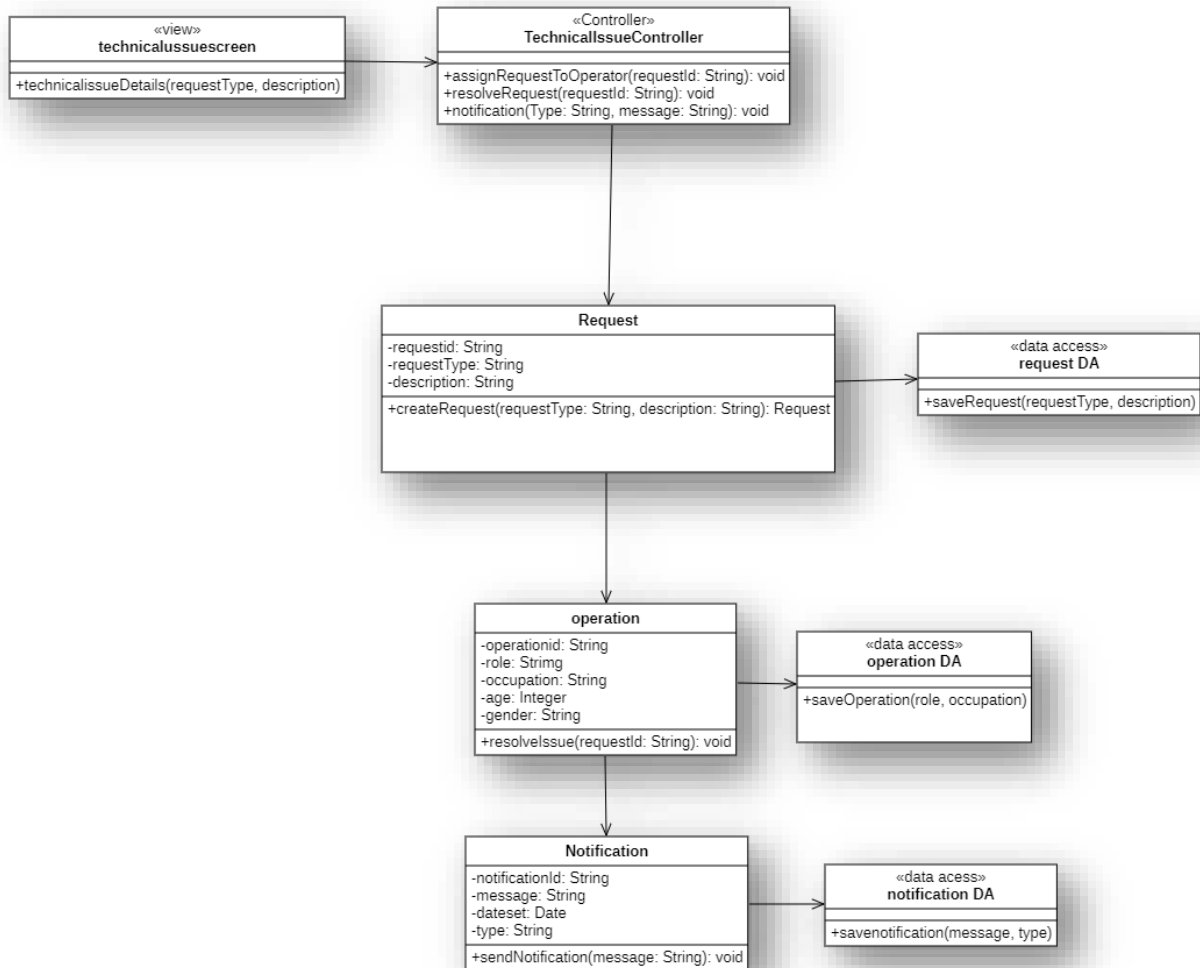 «view»
technicalussuescreen
+technicalissueDetails(requestType, description)
«Controller»
TechnicalIssueController
+assignRequestToOperator(requestId: String): void
+resolveRequest(requestId: String): void
+notification(Type: String, message: String): void
Request
-requestid: String
-requestType: String
-description: String
+createRequest(requestType: String, description: String): Request
«data access»
request DA
+saveRequest(requestType, description)
operation
-operationid: String
-role: Strimg
-occupation: String
-age: Integer
-gender: String
+resolveIssue(requestId: String): void
«data access»
operation DA
+saveOperation(role, occupation)
Notification
-notificationId: String
-message: String
-dateset: Date
-type: String
+sendNotification(message: String): void
«data acess»
notification DA
+savenotification(message, type)